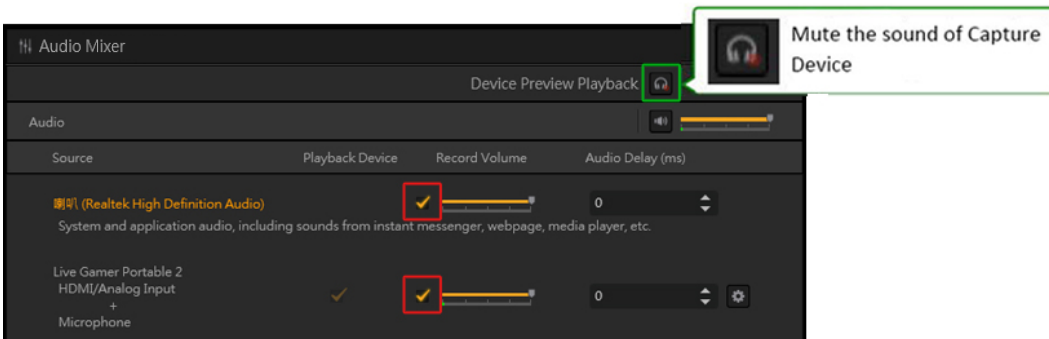 Audio Mixer
Mute the sound of Capture
Device
Device Preview Playback
Audio
Source Playback Device Record Volume Audio Delay (ms)
喇叭 (Realtek High Definition Audio) 0
System and application audio, including sounds from instant messenger, webpage, media player, etc.
Live Gamer Portable 2
HDMI/Analog Input 0
+
Microphone